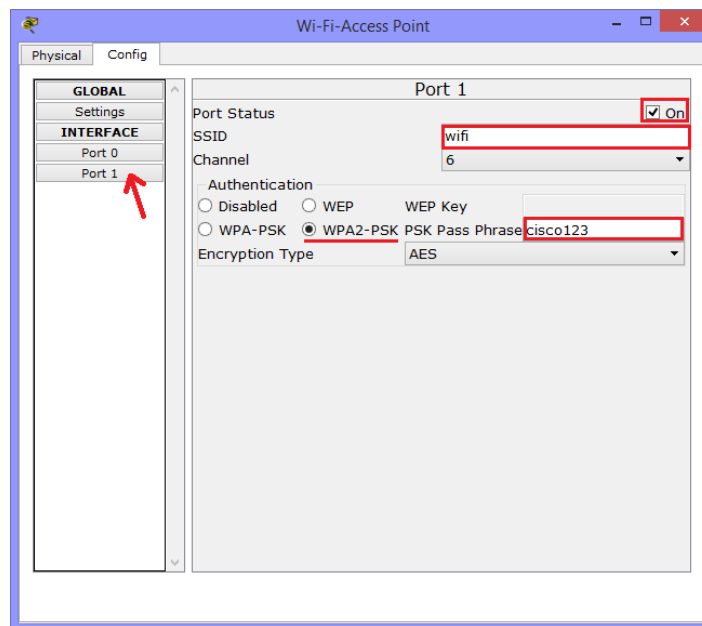 Wi-Fi-Access Point
Physical Config
GLOBAL
Settings
INTERFACE
Port 0
Port 1
Port 1
Port Status On
SSID wifi
Channel 6
Authentication
Disabled WEP WEP Key
WPA-PSK WPA2-PSK PSK Pass Phrase cisco123
Encryption Type AES